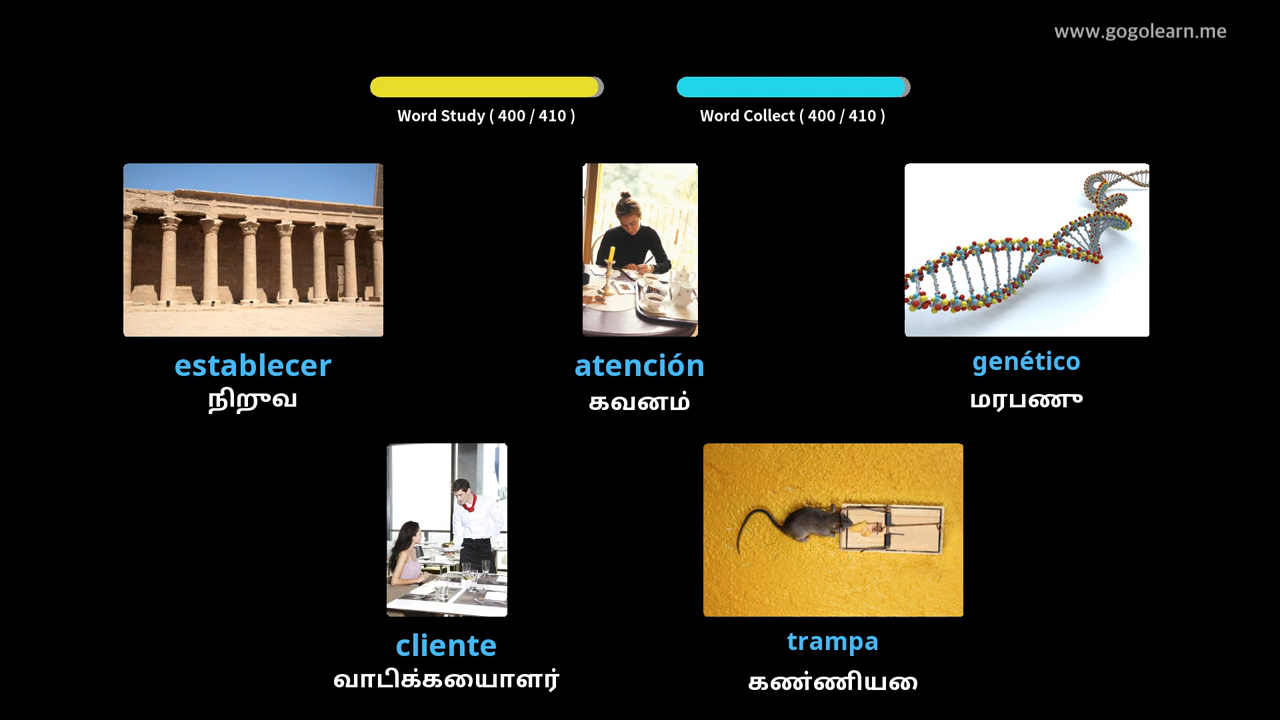 www.gogolearn.me
Word Study ( 400 / 410 )
Word Collect ( 400 / 410 )
establecer
நிறுவ
atención
கவனம்
genético
மரபணு
cliente
வாடிக்கையாளர்
trampa
கண்ணியை